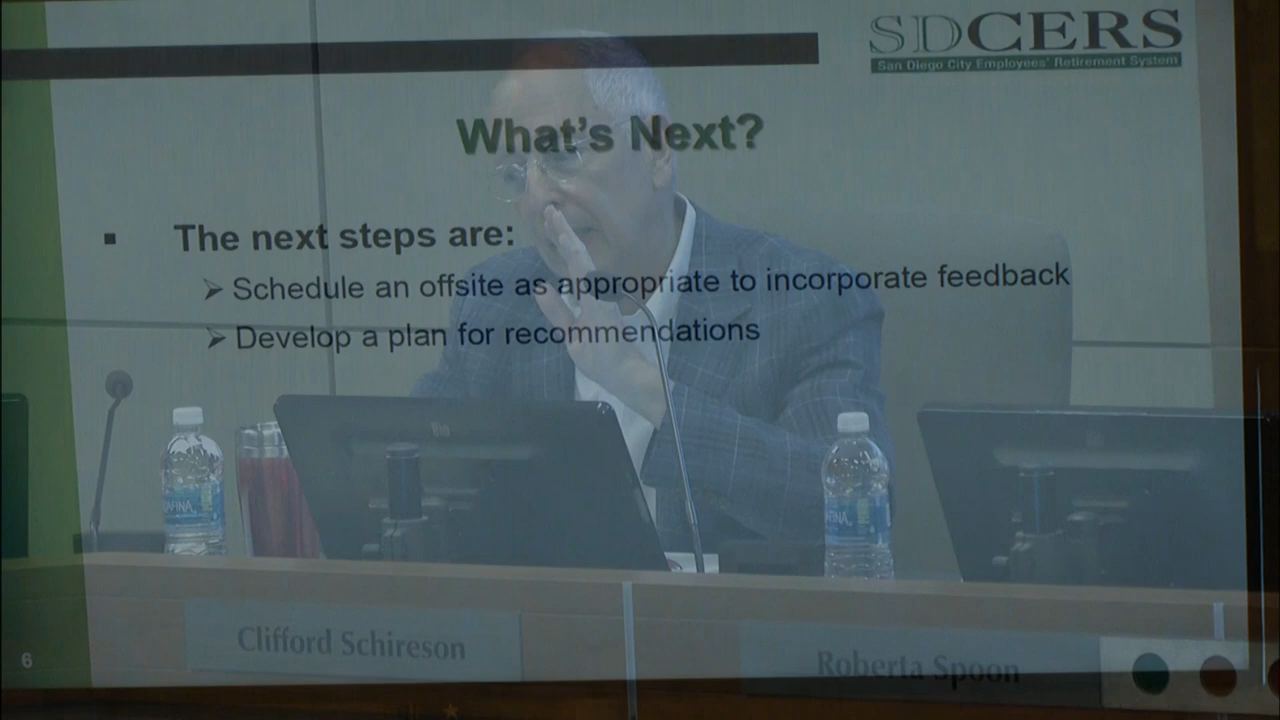 SDCERS
San Diego City Employees' Retirement System
What's Next?
The next steps are:
Schedule an offsite as appropriate to incorporate feedback
Develop a plan for recommendations
Clifford Schireson
Roberta Spoon
6